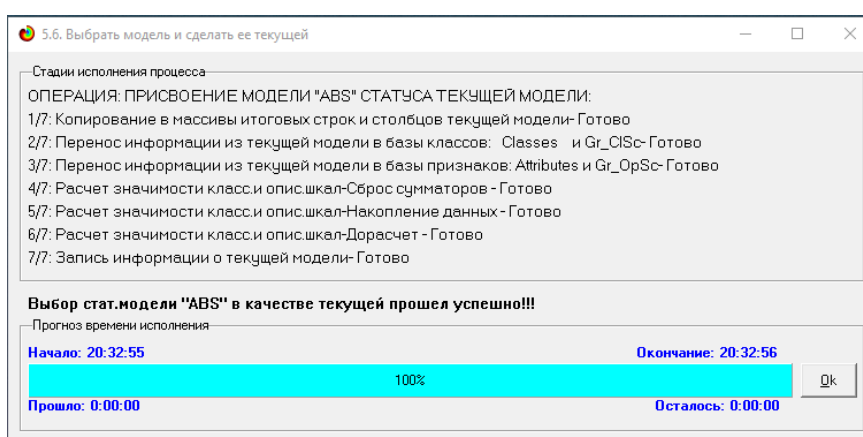 5.6. Выбрать модель и сделать ее текущей
Стадии исполнения процесса
ОПЕРАЦИЯ: ПРИСВОЕНИЕ МОДЕЛИ "ABS" СТАТУСА ТЕКУЩЕЙ МОДЕЛИ:
1/7: Копирование в массивы итоговых строк и столбцов текущей модели- Готово
2/7: Перенос информации из текущей модели в базы классов: Classes и Gr_ClSc- Готово
3/7: Перенос информации из текущей модели в базы признаков: Attributes и Gr_OpSc- Готово
4/7: Расчет значимости класс.и опис.шкал-Сброс сумматоров - Готово
5/7: Расчет значимости класс.и опис.шкал-Накопление данных - Готово
6/7: Расчет значимости класс.и опис.шкал-Дорасчет - Готово
7/7: Запись информации о текущей модели- Готово
Выбор стат.модели "ABS" в качестве текущей прошел успешно!!!
Прогноз времени исполнения
Начало: 20:32:55 Окончание: 20:32:56
100% Ok
Прошло: 0:00:00 Осталось: 0:00:00